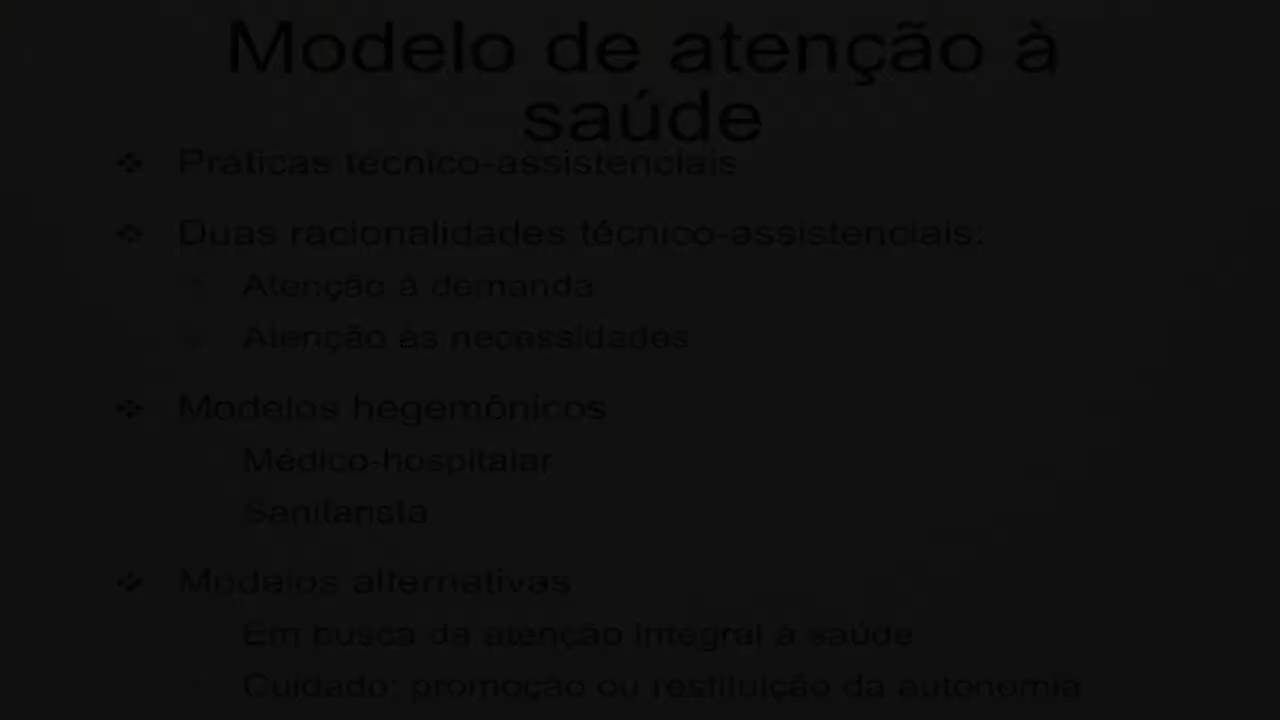 Modelo de atenção à
saúde
Práticas técnico-assistenciais
Duas racionalidades técnico-assistenciais:
Atenção à demanda
Atenção às necessidades
Modelos hegemônicos
Médico-hospitalar
Sanitarista
Modelos alternativas
Em busca da atenção integral à saúde
Cuidado: promoção ou restituição da autonomia